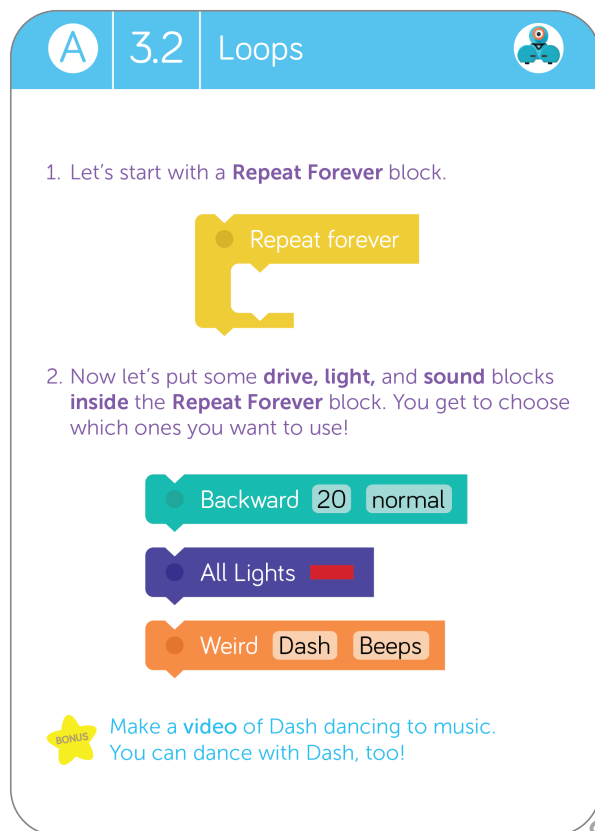 A 3.2 Loops
1. Let's start with a Repeat Forever block.
Repeat forever
2. Now let's put some drive, light, and sound blocks
inside the Repeat Forever block. You get to choose
which ones you want to use!
Backward 20 normal
All Lights
Weird Dash Beeps
BONUS
Make a video of Dash dancing to music.
You can dance with Dash, too!